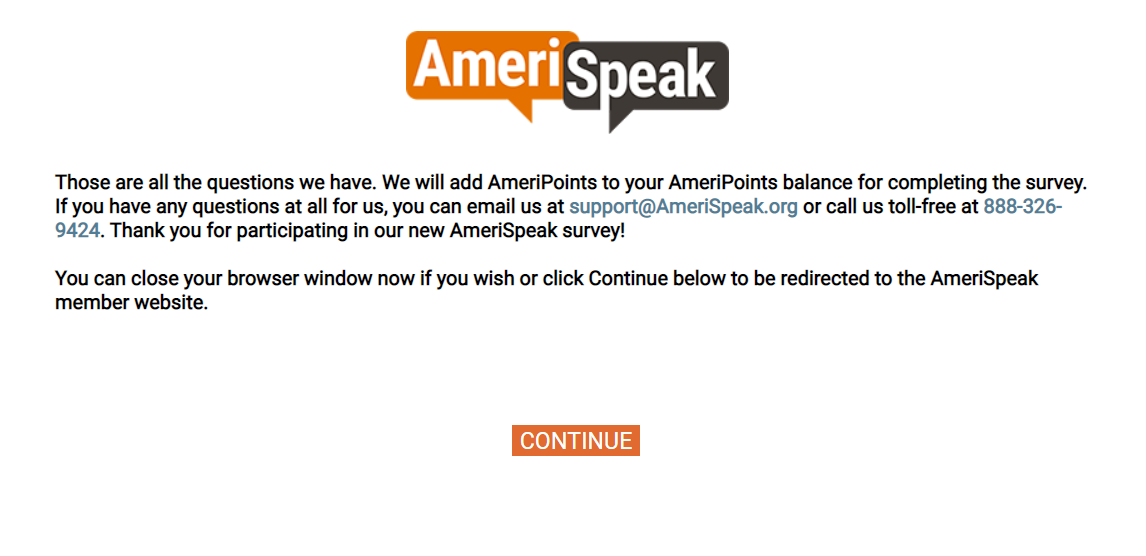 AmeriSpeak
Those are all the questions we have. We will add AmeriPoints to your AmeriPoints balance for completing the survey.
If you have any questions at all for us, you can email us at support@AmeriSpeak.org or call us toll-free at 888-326-
9424. Thank you for participating in our new AmeriSpeak survey!
You can close your browser window now if you wish or click Continue below to be redirected to the AmeriSpeak
member website.
CONTINUE